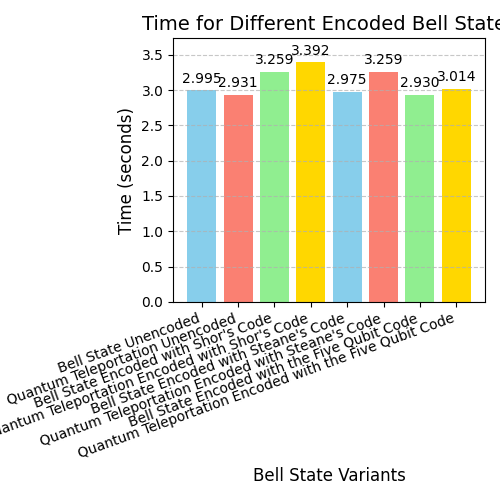 Time for Different Encoded Bell State
Time (seconds)
3.5
3.0
2.5
2.0
1.5
1.0
0.5
0.0
2.995
2.931
3.259
3.392
2.975
3.259
2.930
3.014
Bell State Unencoded
Quantum Teleportation Unencoded
Bell State Encoded with Shor's Code
uantum Teleportation Encoded with Shor's Code
Bell State Encoded with Steane's Code
Quantum Teleportation Encoded with Steane's Code
Bell State Encoded with the Five Qubit Code
Quantum Teleportation Encoded with the Five Qubit Code
Bell State Variants